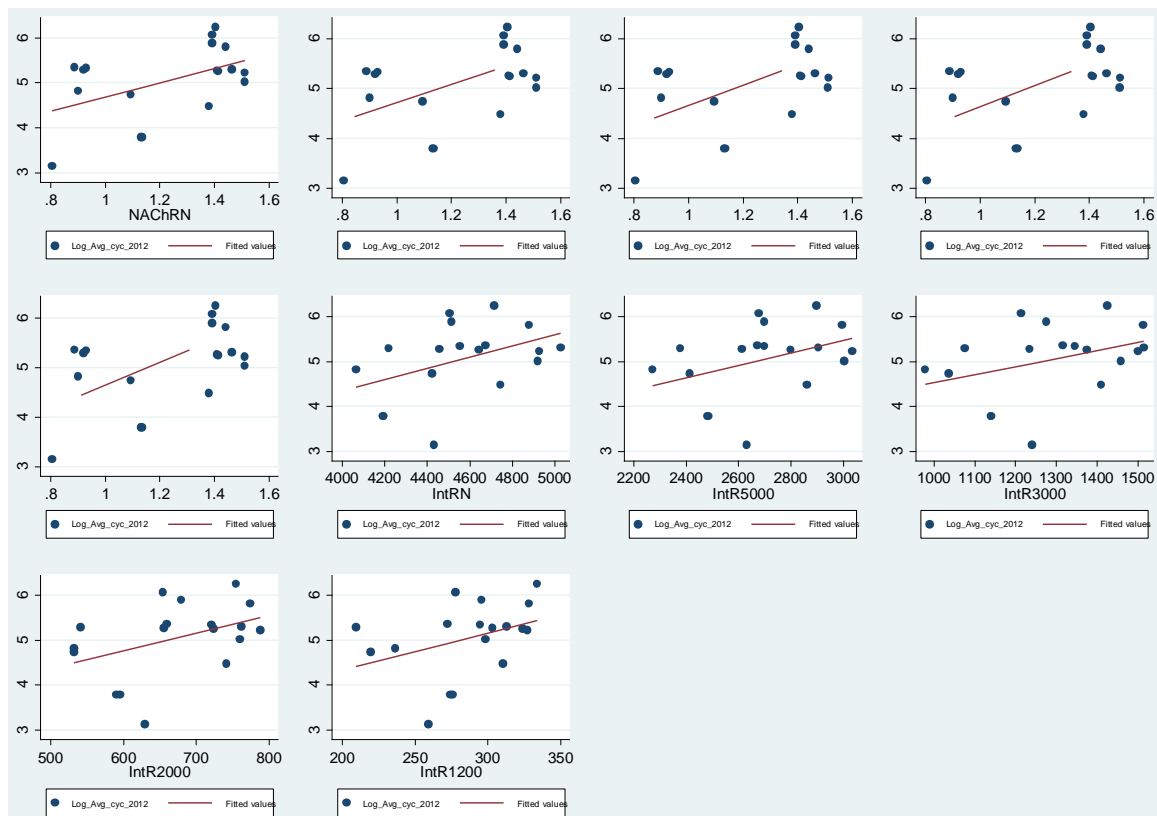 6
5
4
3
.8 1 1.2 1.4 1.6
NAChRN
Log_Avg_cyc_2012 Fitted values
6
5
4
3
.8 1 1.2 1.4 1.6
Log_Avg_cyc_2012 Fitted values
6
5
4
3
.8 1 1.2 1.4 1.6
Log_Avg_cyc_2012 Fitted values
6
5
4
3
.8 1 1.2 1.4 1.6
Log_Avg_cyc_2012 Fitted values
6
5
4
3
.8 1 1.2 1.4 1.6
Log_Avg_cyc_2012 Fitted values
6
5
4
3
4000 4200 4400 4600 4800 5000
IntRN
Log_Avg_cyc_2012 Fitted values
6
5
4
3
2200 2400 2600 2800 3000
IntR5000
Log_Avg_cyc_2012 Fitted values
6
5
4
3
1000 1100 1200 1300 1400 1500
IntR3000
Log_Avg_cyc_2012 Fitted values
6
5
4
3
500 600 700 800
IntR2000
Log_Avg_cyc_2012 Fitted values
6
5
4
3
200 250 300 350
IntR1200
Log_Avg_cyc_2012 Fitted values